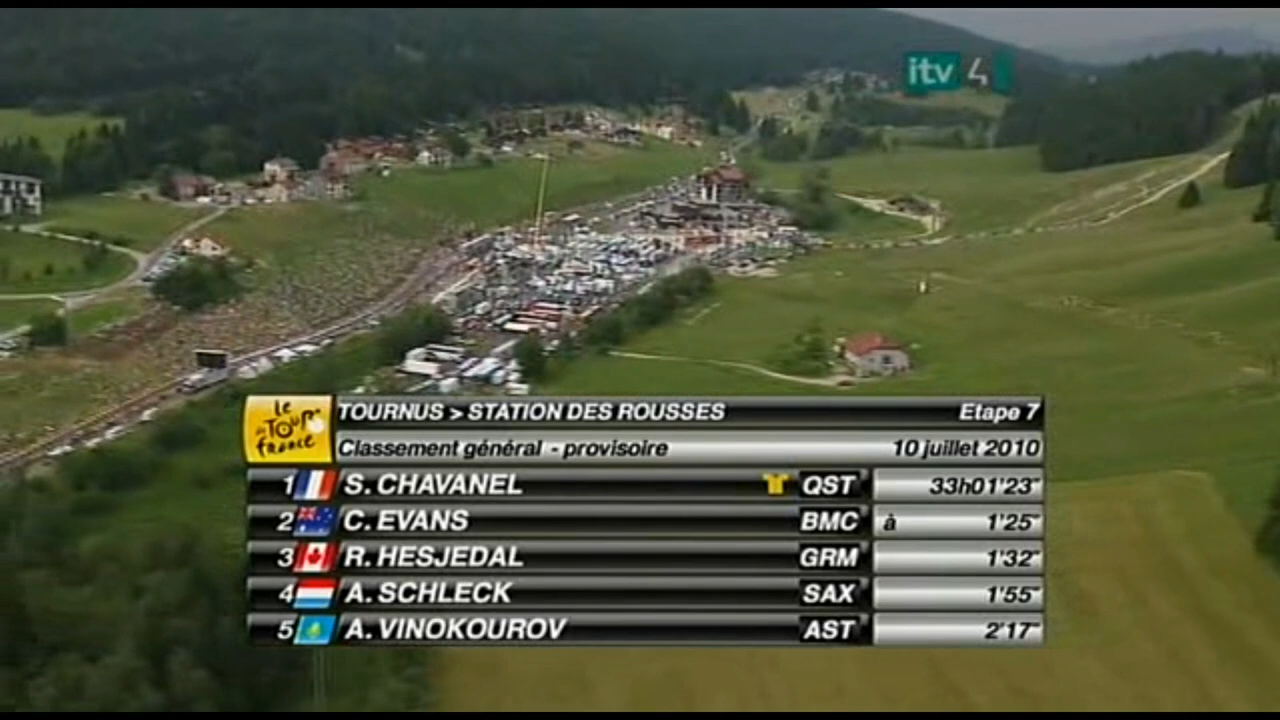 itv 4
le TOUR de france
TOURNUS > STATION DES ROUSSES Etape 7
Classement général - provisoire 10 juillet 2010
1 S. CHAVANEL QST 33h01'23"
2 C. EVANS BMC à 1'25"
3 R. HESJEDAL GRM 1'32"
4 A. SCHLECK SAX 1'55"
5 A. VINOKOUROV AST 2'17"